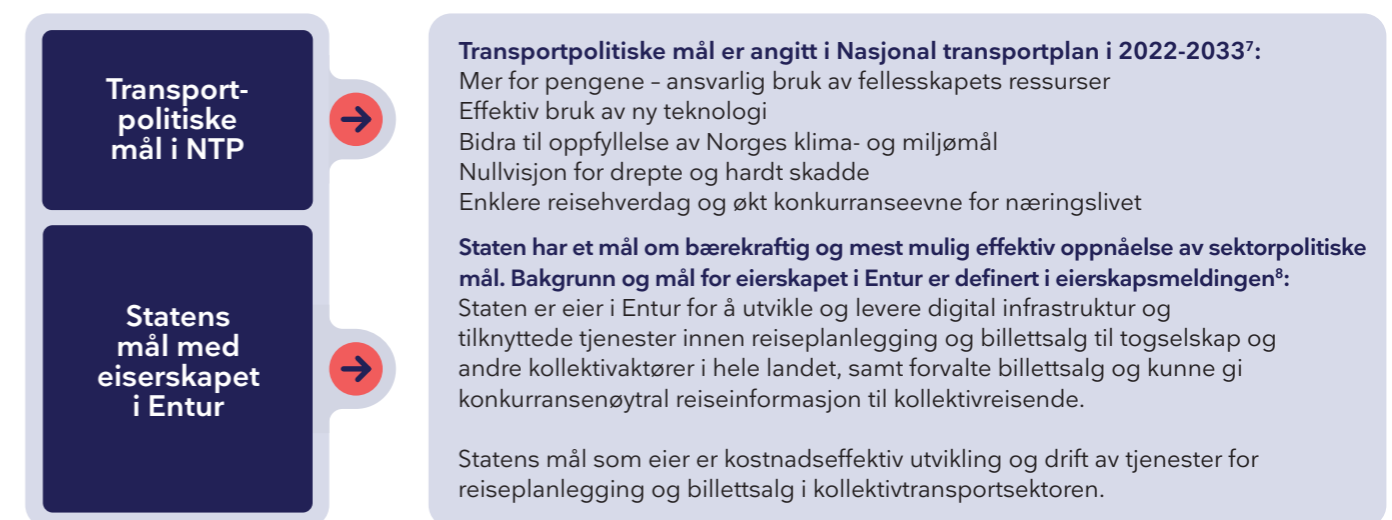 Transport-
politiske
mål i NTP
Transportpolitiske mål er angitt i Nasjonal transportplan i 2022-2033⁷:
Mer for pengene – ansvarlig bruk av fellesskapets ressurser
Effektiv bruk av ny teknologi
Bidra til oppfyllelse av Norges klima- og miljømål
Nullvisjon for drepte og hardt skadde
Enklere reisehverdag og økt konkurranseevne for næringslivet
Statens
mål med
eiserskapet
i Entur
Staten har et mål om bærekraftig og mest mulig effektiv oppnåelse av sektorpolitiske
mål. Bakgrunn og mål for eierskapet i Entur er definert i eierskapsmeldingen⁸:
Staten er eier i Entur for å utvikle og levere digital infrastruktur og
tilknyttede tjenester innen reiseplanlegging og billettsalg til togselskap og
andre kollektivaktører i hele landet, samt forvalte billettsalg og kunne gi
konkurransenøytral reiseinformasjon til kollektivreisende.
Statens mål som eier er kostnadseffektiv utvikling og drift av tjenester for
reiseplanlegging og billettsalg i kollektivtransportsektoren.